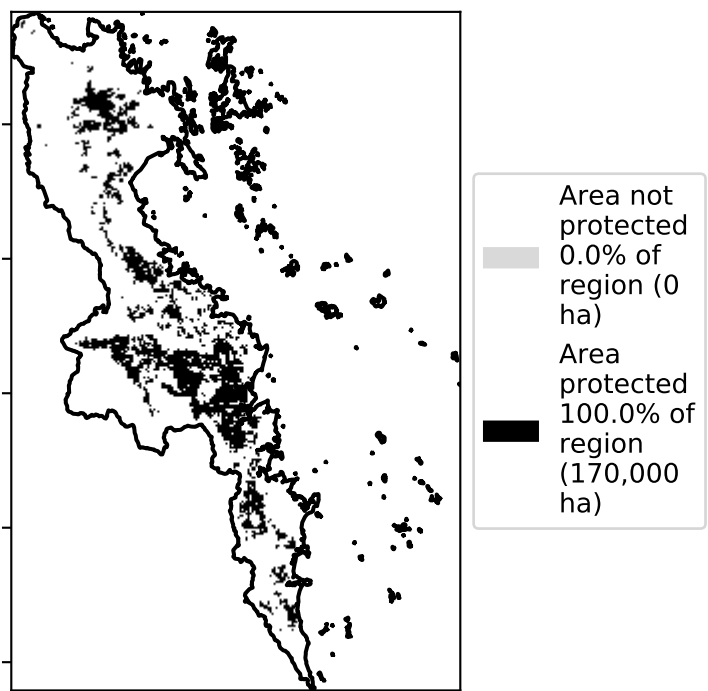 Area not
protected
0.0% of
region (0
ha)
Area
protected
100.0% of
region
(170,000
ha)